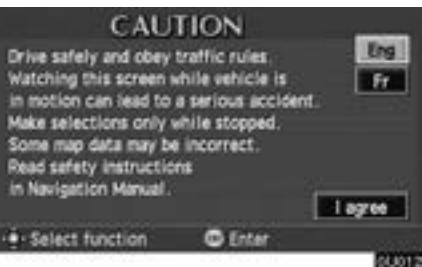 CAUTION
Drive safely and obey traffic rules.
Watching this screen while vehicle is
in motion can lead to a serious accident.
Make selections only while stopped.
Some map data may be incorrect.
Read safety instructions
in Navigation Manual.
Eng
Fr
I agree
Select function
Enter
0U012